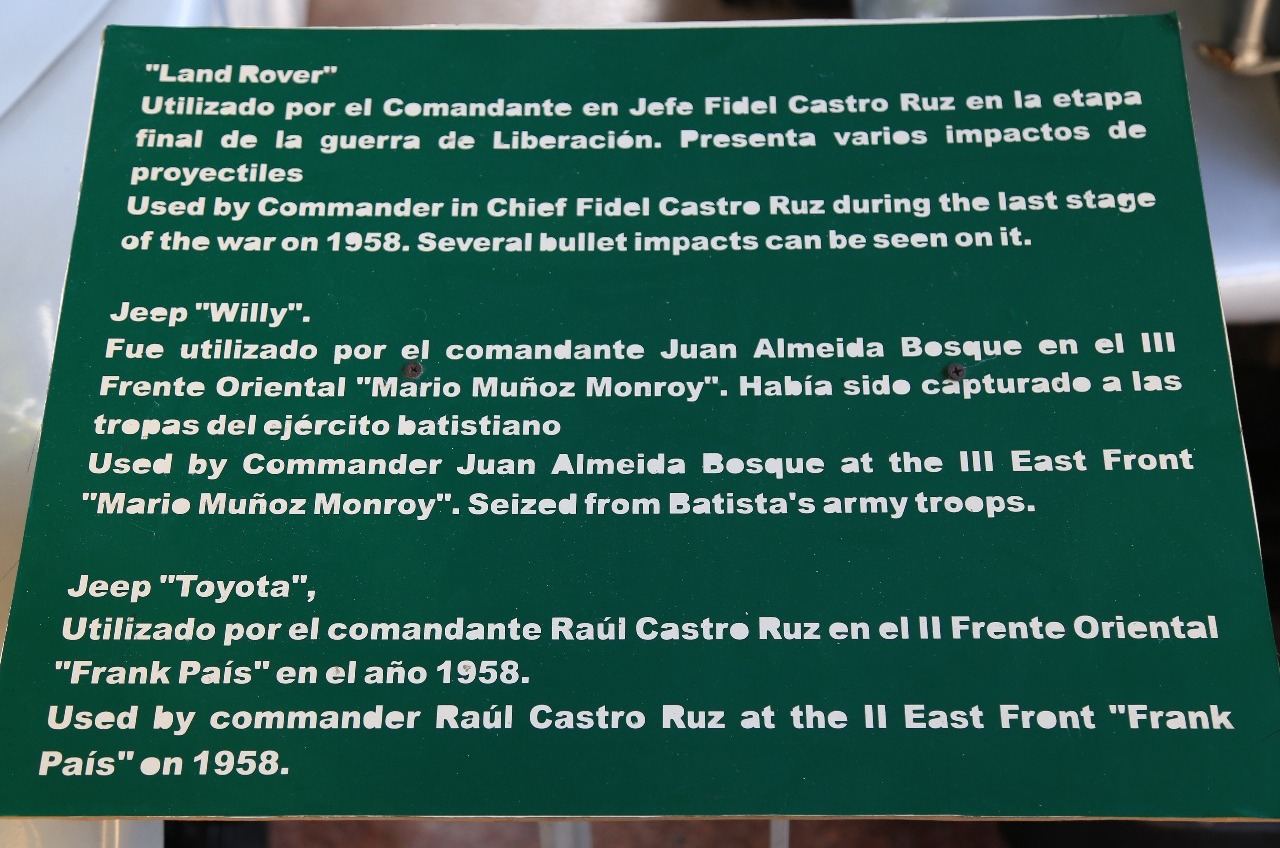 "Land Rover"
Utilizado por el Comandante en Jefe Fidel Castro Ruz en la etapa
final de la guerra de Liberación. Presenta varios impactos de
proyectiles
Used by Commander in Chief Fidel Castro Ruz during the last stage
of the war on 1958. Several bullet impacts can be seen on it.
Jeep "Willy".
Fue utilizado por el comandante Juan Almeida Bosque en el III
Frente Oriental "Mario Muñoz Monroy". Había sido capturado a las
tropas del ejército batistiano
Used by Commander Juan Almeida Bosque at the III East Front
"Mario Muñoz Monroy". Seized from Batista's army troops.
Jeep "Toyota",
Utilizado por el comandante Raúl Castro Ruz en el II Frente Oriental
"Frank País" en el año 1958.
Used by commander Raúl Castro Ruz at the II East Front "Frank
País" on 1958.